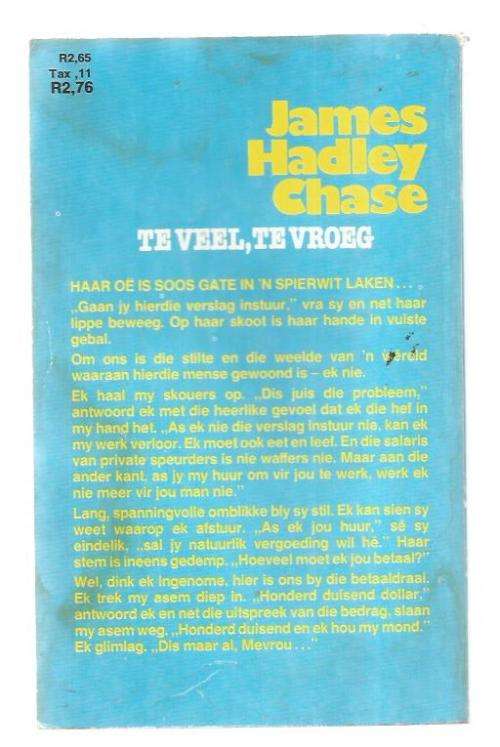 R2,65
Tax ,11
R2,76
James
Hadley
Chase
TE VEEL, TE VROEG
HAAR OË IS SOOS GATE IN 'N SPIERWIT LAKEN...
„Gaan jy hierdie verslag instuur,” vra sy en net haar
lippe beweeg. Op haar skoot is haar hande in vuiste
gebal.
Om ons is die stilte en die weelde van 'n wêreld
waaraan hierdie mense gewoond is – ek nie.
Ek haal my skouers op. „Dis juis die probleem,”
antwoord ek met die heerlike gevoel dat ek die hef in
my hand het. „As ek nie die verslag instuur nie, kan ek
my werk verloor. Ek moet ook eet en leef. En die salaris
van private speurders is nie waffers nie. Maar aan die
ander kant, as jy my huur om vir jou te werk, werk ek
nie meer vir jou man nie.”
Lang, spanningvolle omblikke bly sy stil. Ek kan sien sy
weet waarop ek afstuur. „As ek jou huur,” sê sy
eindelik, „sal jy natuurlik vergoeding wil hê.” Haar
stem is ineens gedemp. „Hoeveel moet ek jou betaal?”
Wel, dink ek ingenome, hier is ons by die betaaldraai.
Ek trek my asem diep in. „Honderd duisend dollar,”
antwoord ek en net die uitspreek van die bedrag, slaan
my asem weg. „Honderd duisend en ek hou my mond.”
Ek glimlag. „Dis maar al, Mevrou...”